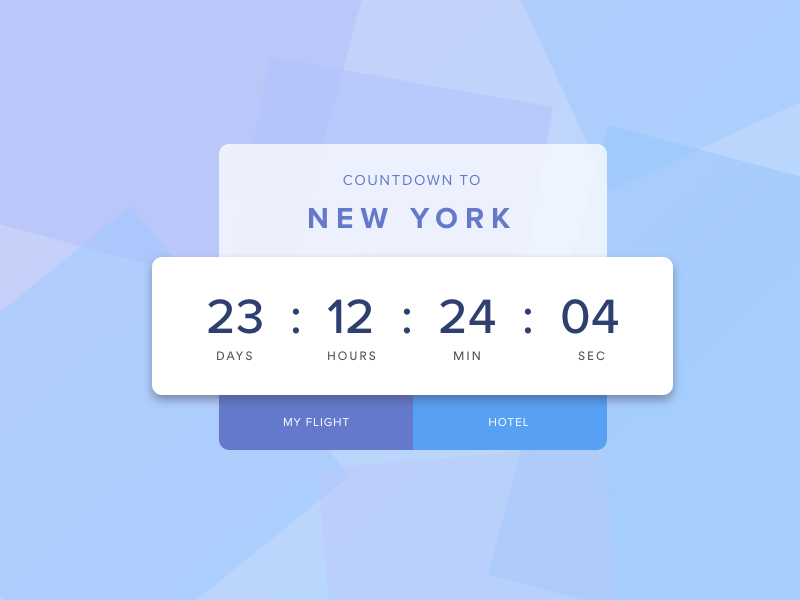 COUNTDOWN TO
NEW YORK
23 : 12 : 24 : 04
DAYS HOURS MIN SEC
MY FLIGHT HOTEL